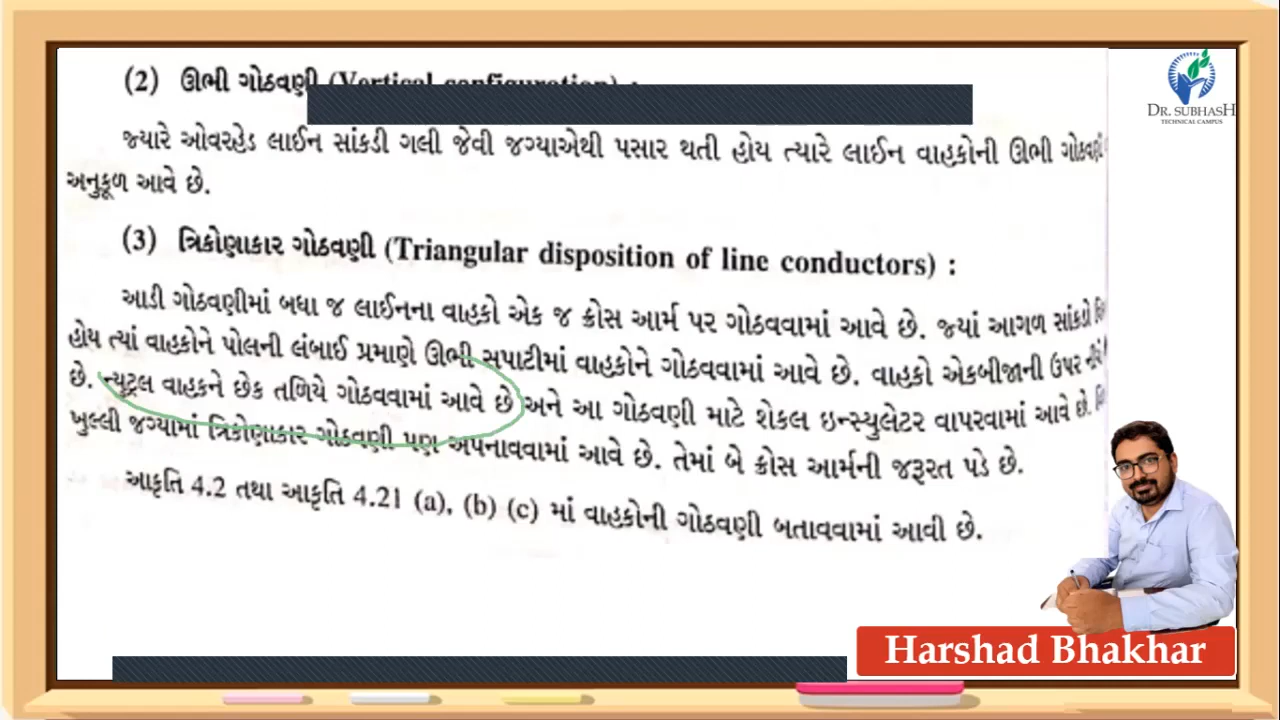 (2) ઊભી ગોઠવણી (Vertical configuration) :
DR. SUBHASH
TECHNICAL CAMPUS
જ્યારે ઓવરહેડ લાઈન સાંકડી ગલી જેવી જગ્યાએથી પસાર થતી હોય ત્યારે લાઈન વાહકોની ઊભી
અનુકૂળ આવે છે.
(3) ત્રિકોણાકાર ગોઠવણી (Triangular disposition of line conductors) :
આડી ગોઠવણીમાં બધા જ લાઈનના વાહકો એક જ ક્રોસ આર્મ પર ગોઠવવામાં આવે છે. જ્યાં આગળ
હોય ત્યાં વાહકોને પોલની લંબાઈ પ્રમાણે ઊભી સપાટીમાં વાહકોને ગોઠવવામાં આવે છે. વાહકો એકબીજાની ઉપર
છે. ન્યુટ્રલ વાહકને છેક તળિયે ગોઠવવામાં આવે છે અને આ ગોઠવણી માટે શેકલ ઇન્સ્યુલેટર વાપરવામાં આવે છે.
ખુલ્લી જગ્યામાં ત્રિકોણાકાર ગોઠવણી પણ અપનાવવામાં આવે છે. તેમાં બે ક્રોસ આર્મની જરૂરત પડે છે.
આકૃતિ 4.2 તથા આકૃતિ 4.21 (a), (b) (c) માં વાહકોની ગોઠવણી બતાવવામાં આવી છે.
Harshad Bhakhar